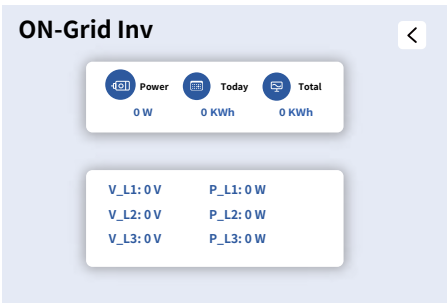 ON-Grid Inv
Power Today Total
0 W 0 KWh 0 KWh
V_L1: 0 V P_L1: 0 W
V_L2: 0 V P_L2: 0 W
V_L3: 0 V P_L3: 0 W